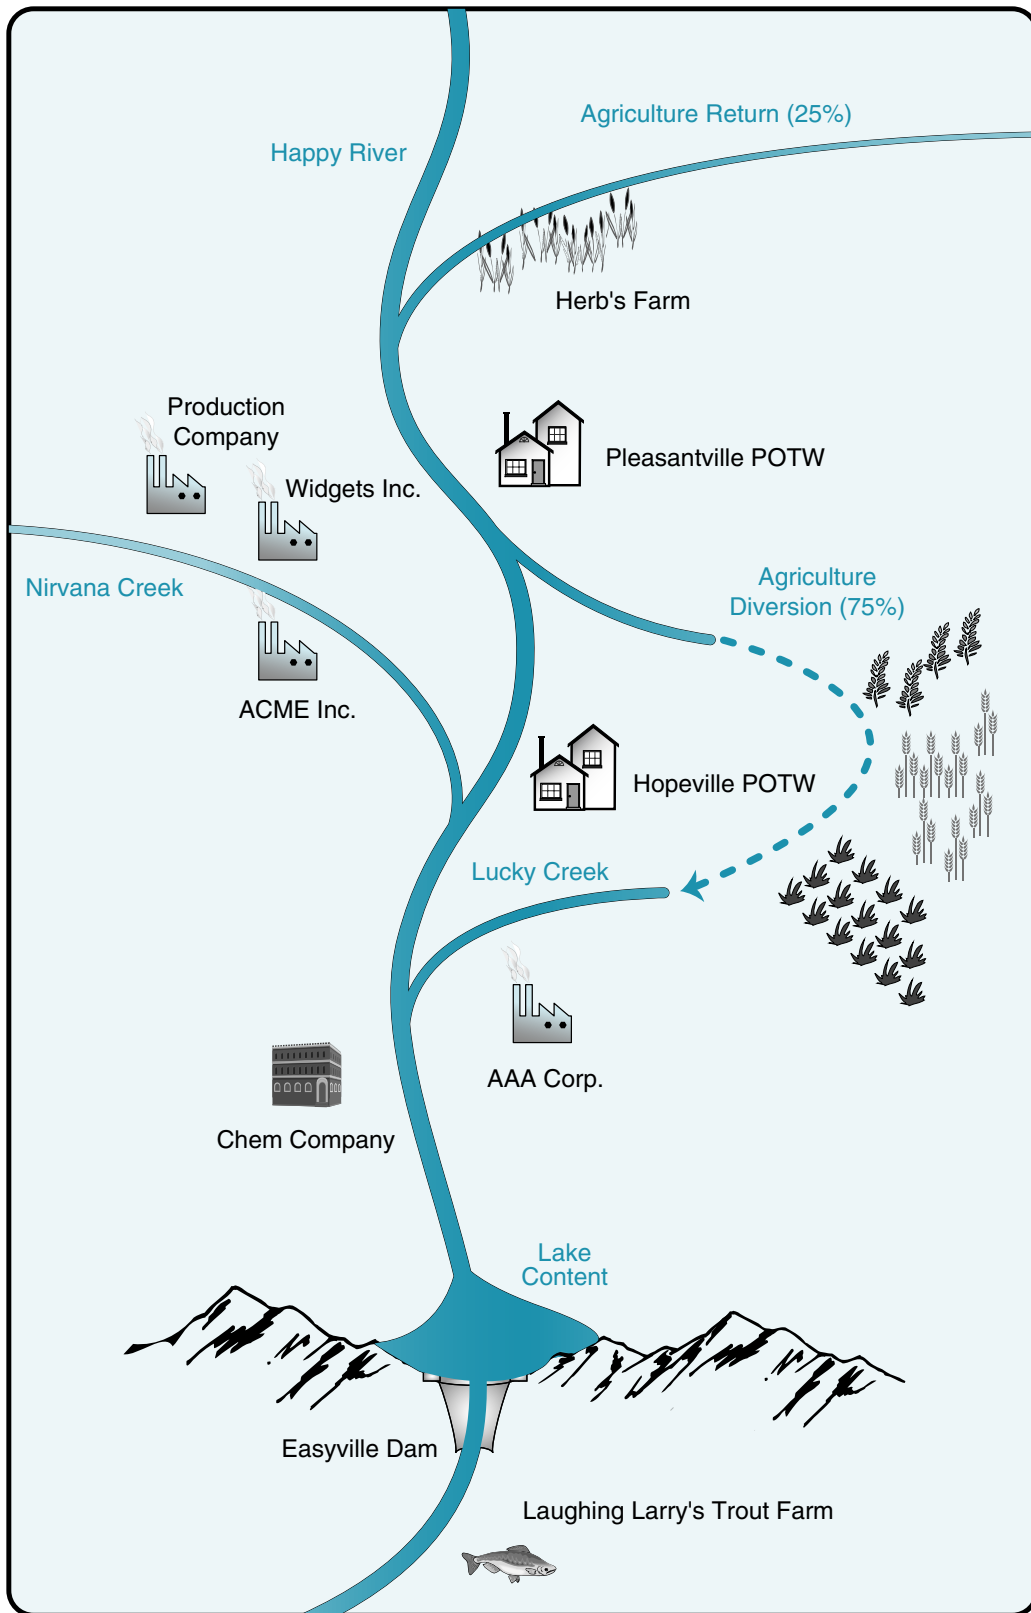 Agriculture Return (25%)
Happy River
Herb's Farm
Production
Company
Pleasantville POTW
Widgets Inc.
Nirvana Creek
Agriculture
Diversion (75%)
ACME Inc.
Hopeville POTW
Lucky Creek
AAA Corp.
Chem Company
Lake
Content
Easyville Dam
Laughing Larry's Trout Farm